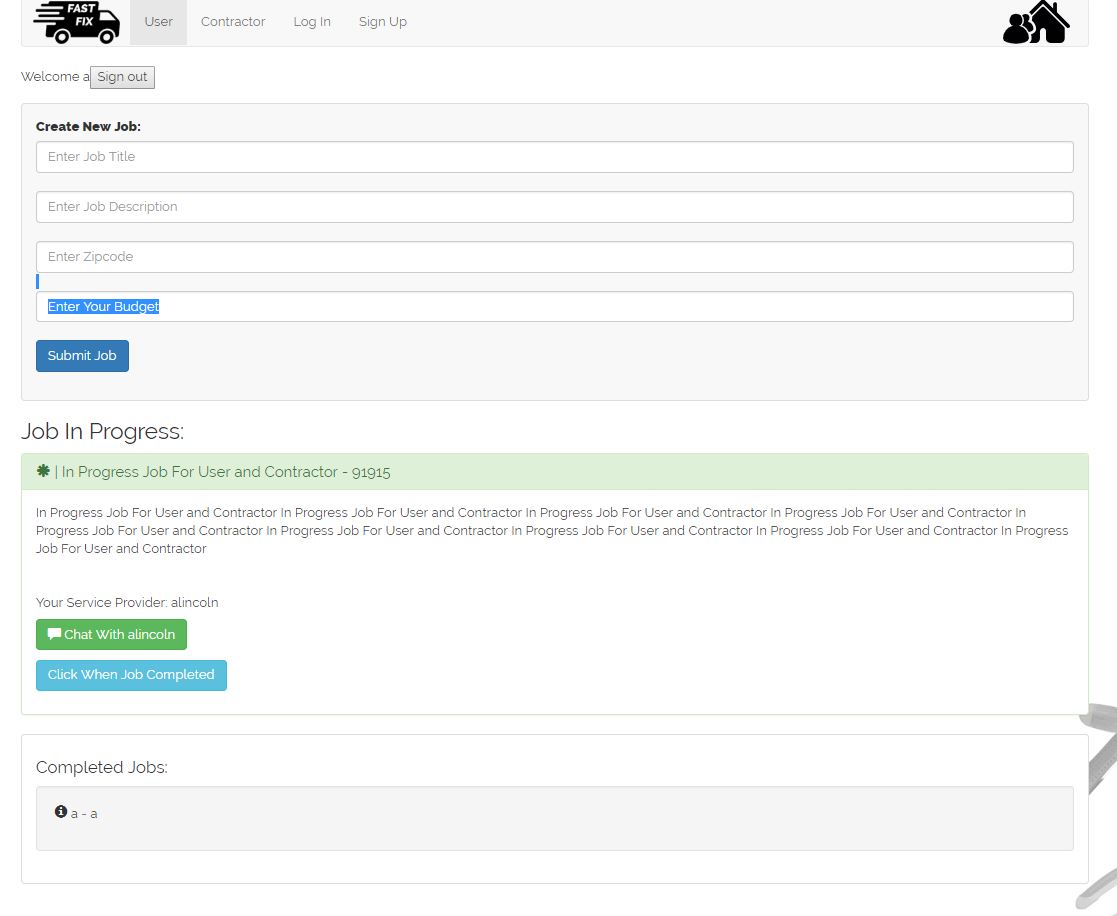 FAST
FIX
User Contractor Log In Sign Up
Welcome a Sign out
Create New Job:
Enter Job Title
Enter Job Description
Enter Zipcode
Enter Your Budget
Submit Job
Job In Progress:
| In Progress Job For User and Contractor - 91915
In Progress Job For User and Contractor In Progress Job For User and Contractor In Progress Job For User and Contractor In Progress Job For User and Contractor In
Progress Job For User and Contractor In Progress Job For User and Contractor In Progress Job For User and Contractor In Progress Job For User and Contractor In Progress
Job For User and Contractor
Your Service Provider: alincoln
Chat With alincoln
Click When Job Completed
Completed Jobs:
a - a